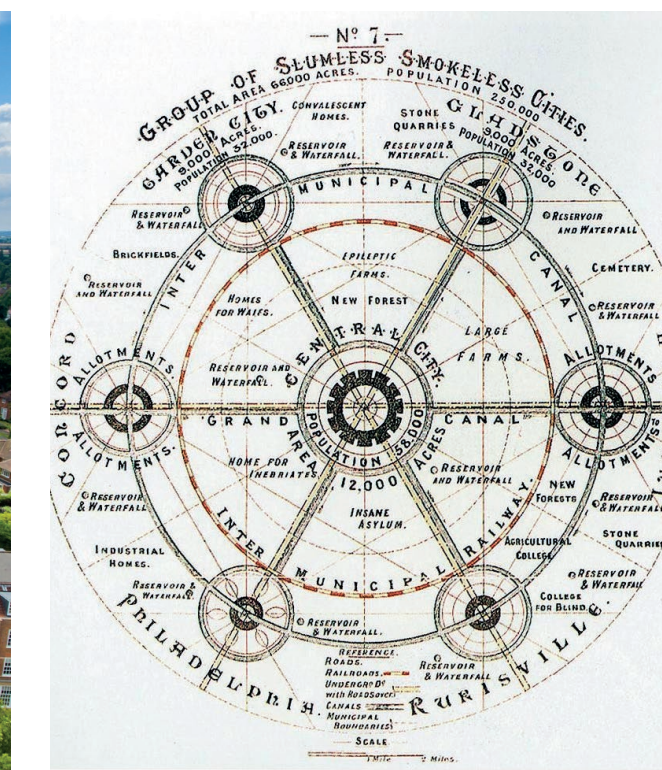 — Nº 7.—
GROUP OF SLUMLESS SMOKELESS CITIES.
TOTAL AREA 66000 ACRES. POPULATION 250.000
GARDEN CITY.
9,000 ACRES.
POPULATION 32,000.
CONVALESCENT
HOMES.
STONE
QUARRIES
GLADSTONE
9,000 ACRES
POPULATION 32,000
RESERVOIR
& WATERFALL.
RESERVOIR &
WATERFALL.
INTER MUNICIPAL CANAL
RESERVOIR
& WATERFALL
RESERVOIR
AND WATERFALL
BRICKFIELDS.
EPILEPTIC
FARMS.
CEMETERY.
RESERVOIR
AND WATERFALL
HOMES
FOR WAIFS.
NEW FOREST
RESERVOIR
& WATERFALL
LARGE
FARMS.
CENTRAL CITY.
CONCORD
ALLOTMENTS
ALLOTMENTS
RESERVOIR AND
WATERFALL.
GRAND CANAL
POPULATION 58,000
AREA 12,000 ACRES
ALLOTMENTS.
ALLOTMENTS
HOME FOR
INEBRIATES
RESERVOIR
AND WATERFALL
NEW
FORESTS
RESERVOIR
& WATERFALL
RESERVOIR
& WATERFALL
INSANE
ASYLUM.
INTER MUNICIPAL RAILWAY.
AGRICULTURAL
COLLEGE
STONE
QUARRIES
INDUSTRIAL
HOMES.
RESERVOIR &
WATERFALL
RESERVOIR
& WATERFALL
COLLEGE
FOR BLIND.
PHILADELPHIA.
RESERVOIR
& WATERFALL.
RURISVILLE.
RESERVOIR
& WATERFALL
REFERENCE.
ROADS.
RAILROADS.
UNDERGRDº
with ROADS over
CANALS
MUNICIPAL
BOUNDARIES
SCALE
1 Mile 2 Miles.